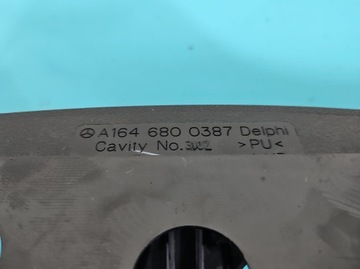 A164 680 0387 Delphi
Cavity No. >PU<